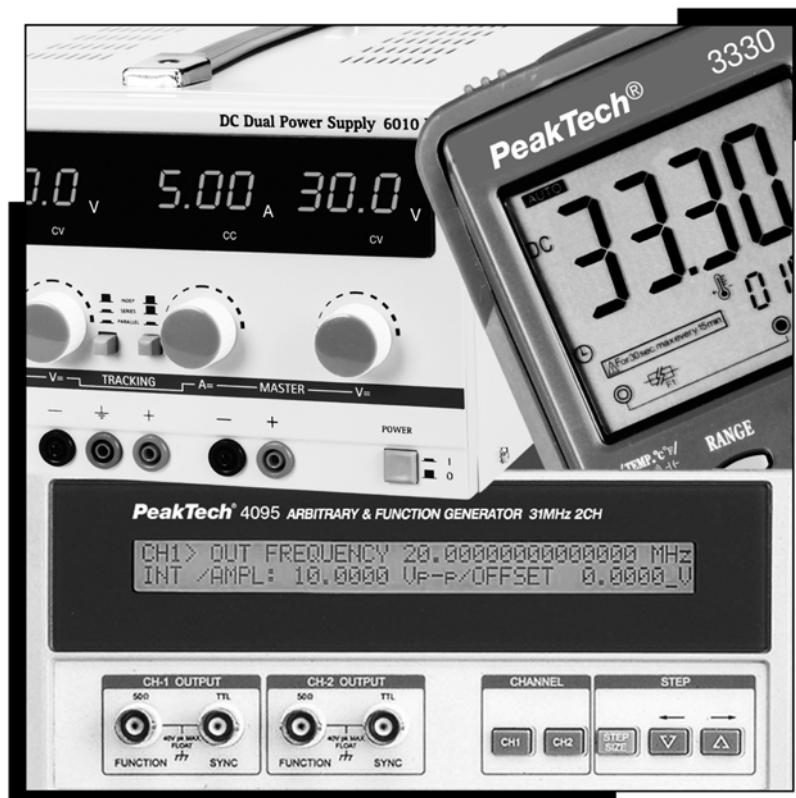 DC Dual Power Supply 6010
0.0 V 5.00 A 30.0 V
CV CC CV
INDEP
SERIES
PARALLEL
V= TRACKING A= MASTER V=
− + − +
POWER
I
O
3330
PeakTech®
AUTO
DC
33.30
01
For 30 sec. max every 15 min.
F1
/TEMP.°C°F/
RANGE
PeakTech® 4095 ARBITRARY & FUNCTION GENERATOR 31MHz 2CH
CH1> OUT FREQUENCY 20.00000000000000 MHz
INT /AMPL: 10.0000 Vp-p/OFFSET 0.0000_V
CH-1 OUTPUT CH-2 OUTPUT CHANNEL STEP
50Ω TTL 50Ω TTL
40V pk MAX 40V pk MAX
FLOAT FLOAT
CH1 CH2 STEP SIZE
FUNCTION SYNC FUNCTION SYNC